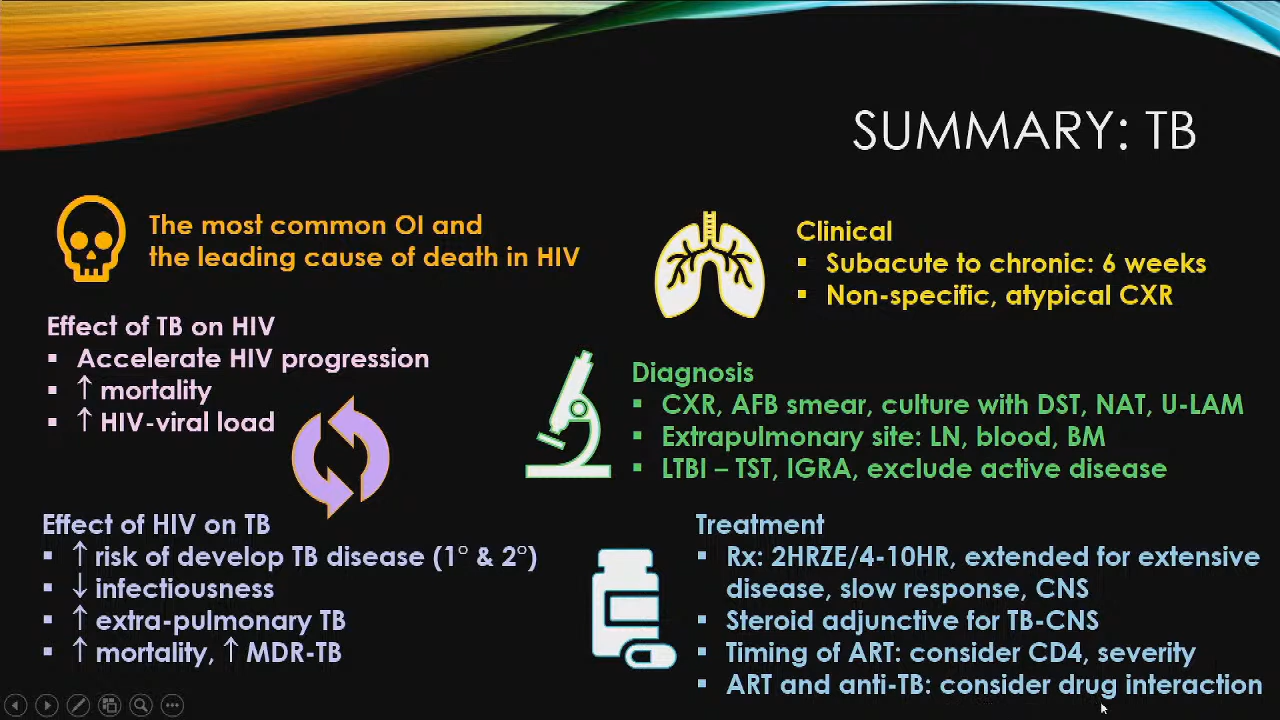 SUMMARY: TB
The most common OI and
the leading cause of death in HIV
Effect of TB on HIV
▪ Accelerate HIV progression
▪ ↑ mortality
▪ ↑ HIV-viral load
Effect of HIV on TB
▪ ↑ risk of develop TB disease (1° & 2°)
▪ ↓ infectiousness
▪ ↑ extra-pulmonary TB
▪ ↑ mortality, ↑ MDR-TB
Clinical
▪ Subacute to chronic: 6 weeks
▪ Non-specific, atypical CXR
Diagnosis
▪ CXR, AFB smear, culture with DST, NAT, U-LAM
▪ Extrapulmonary site: LN, blood, BM
▪ LTBI – TST, IGRA, exclude active disease
Treatment
▪ Rx: 2HRZE/4-10HR, extended for extensive
disease, slow response, CNS
▪ Steroid adjunctive for TB-CNS
▪ Timing of ART: consider CD4, severity
▪ ART and anti-TB: consider drug interaction